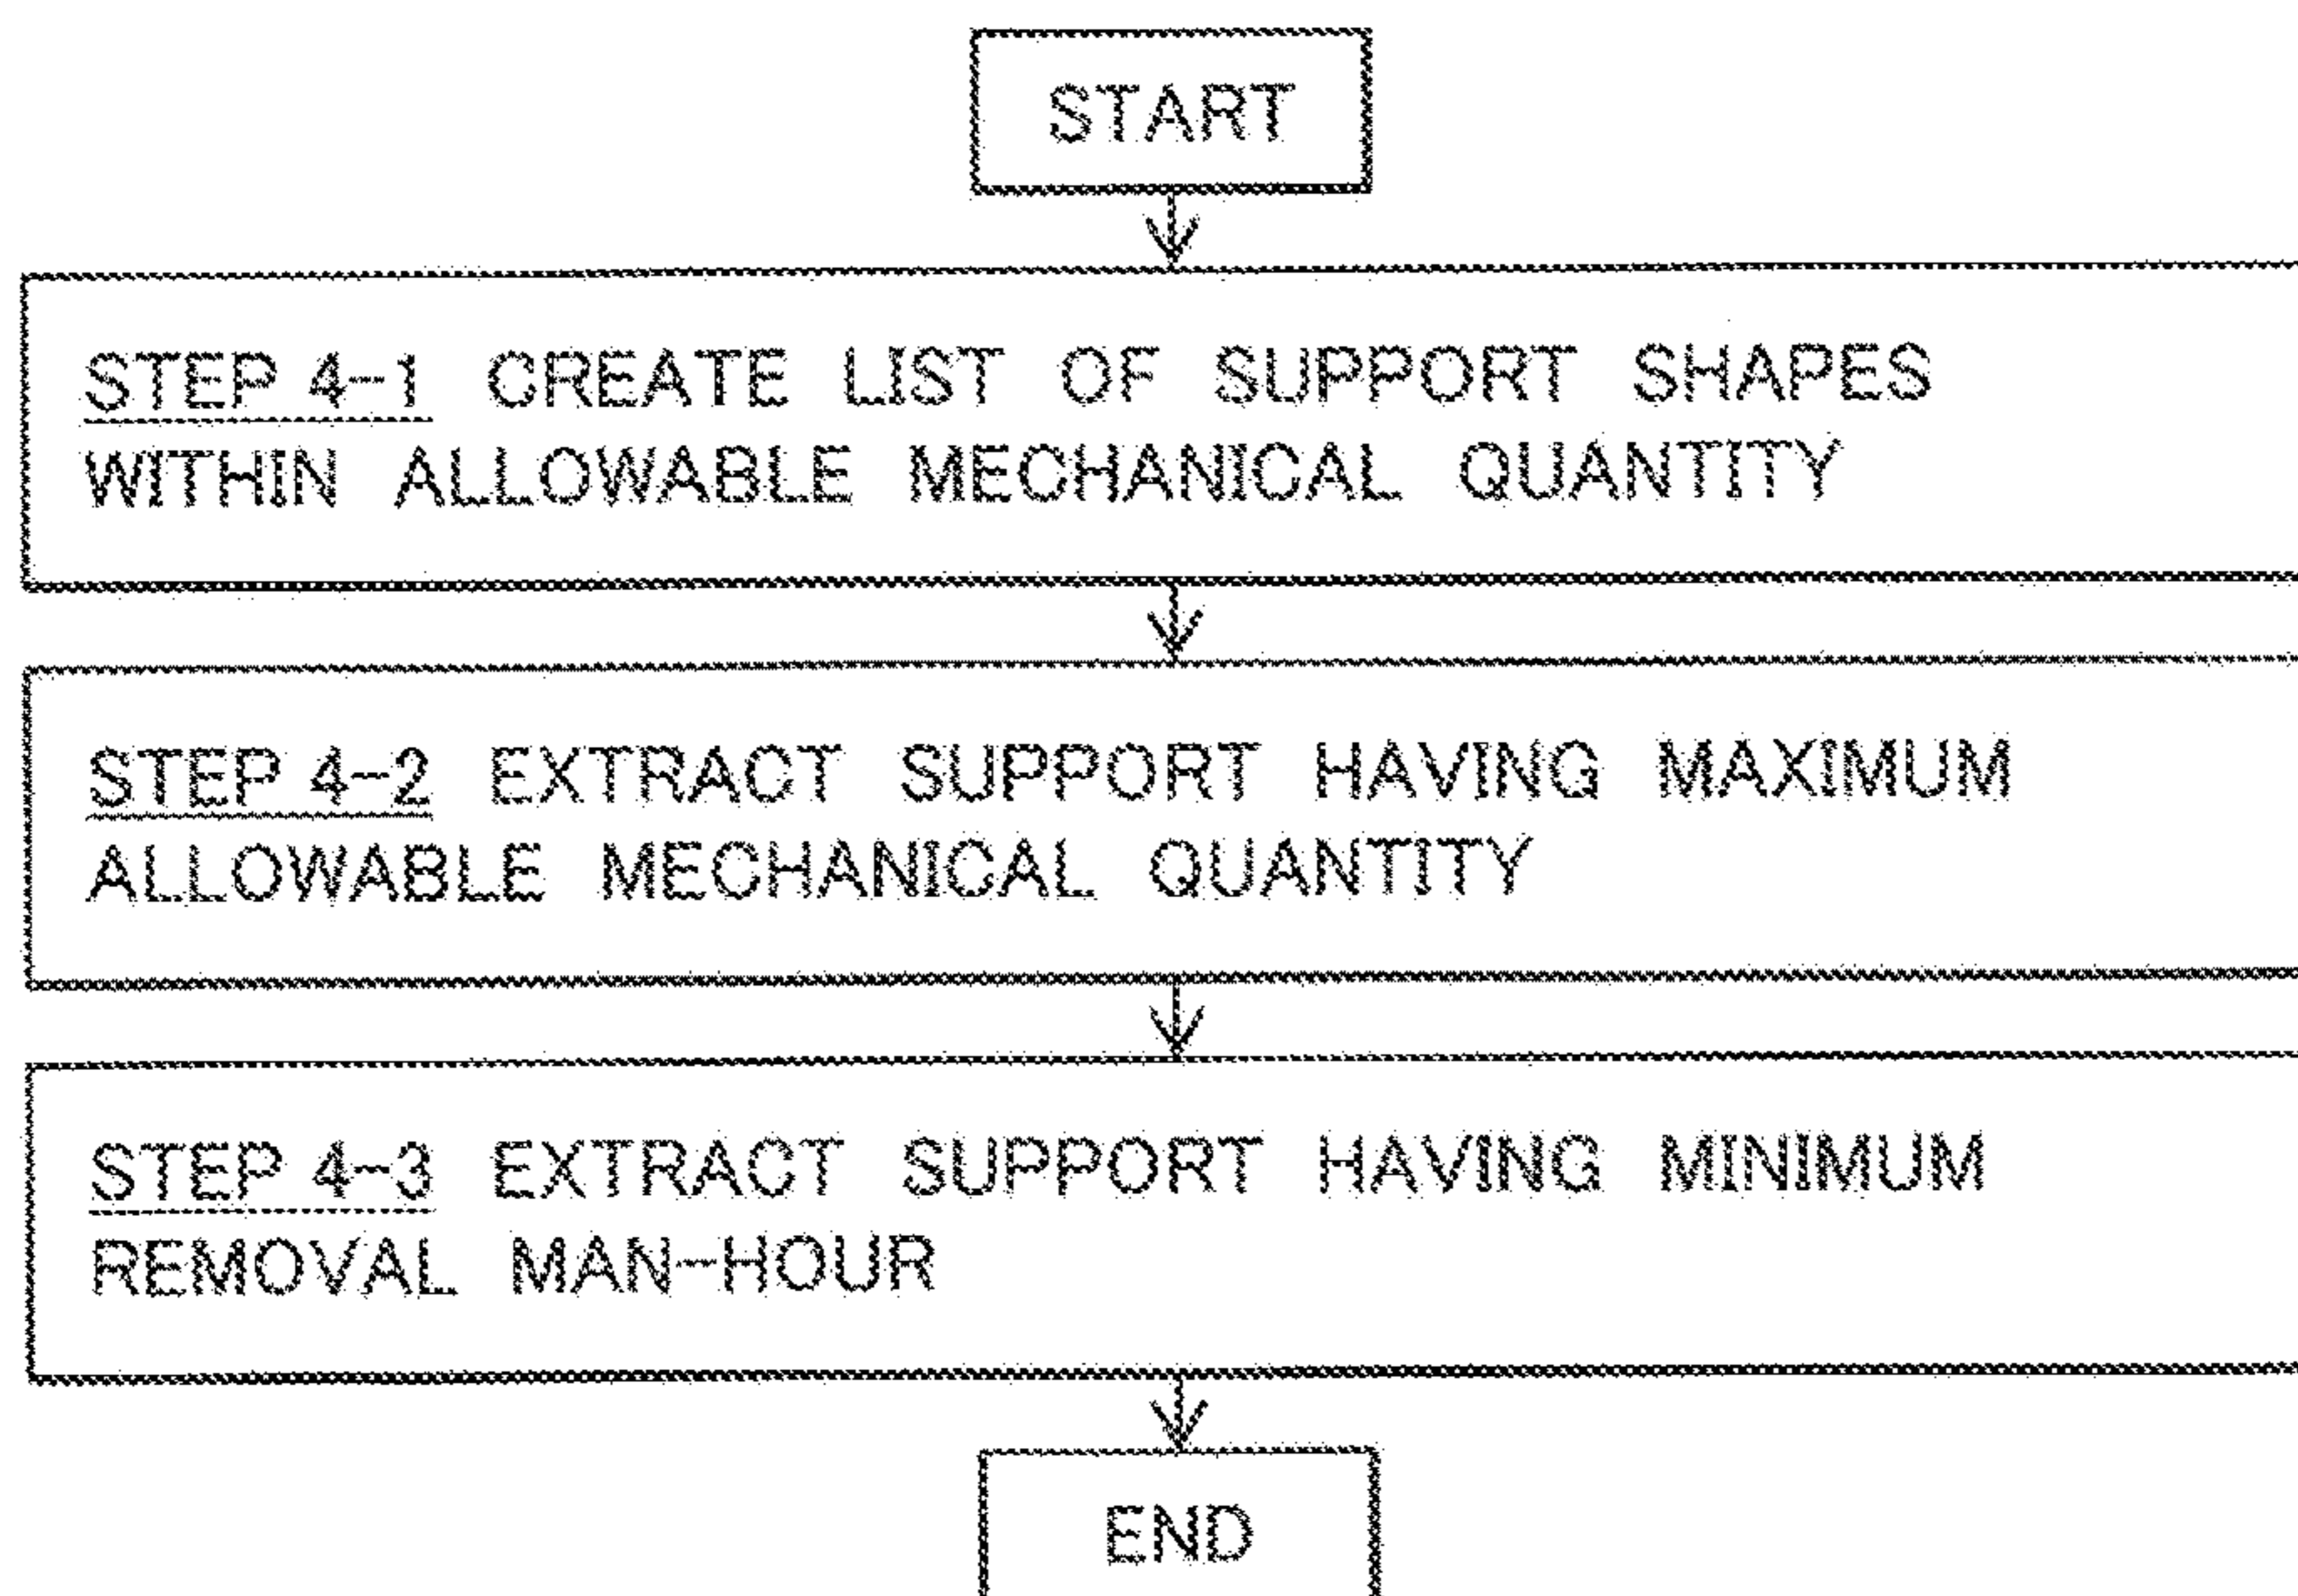 START
STEP 4-1 CREATE LIST OF SUPPORT SHAPES
WITHIN ALLOWABLE MECHANICAL QUANTITY
STEP 4-2 EXTRACT SUPPORT HAVING MAXIMUM
ALLOWABLE MECHANICAL QUANTITY
STEP 4-3 EXTRACT SUPPORT HAVING MINIMUM
REMOVAL MAN-HOUR
END